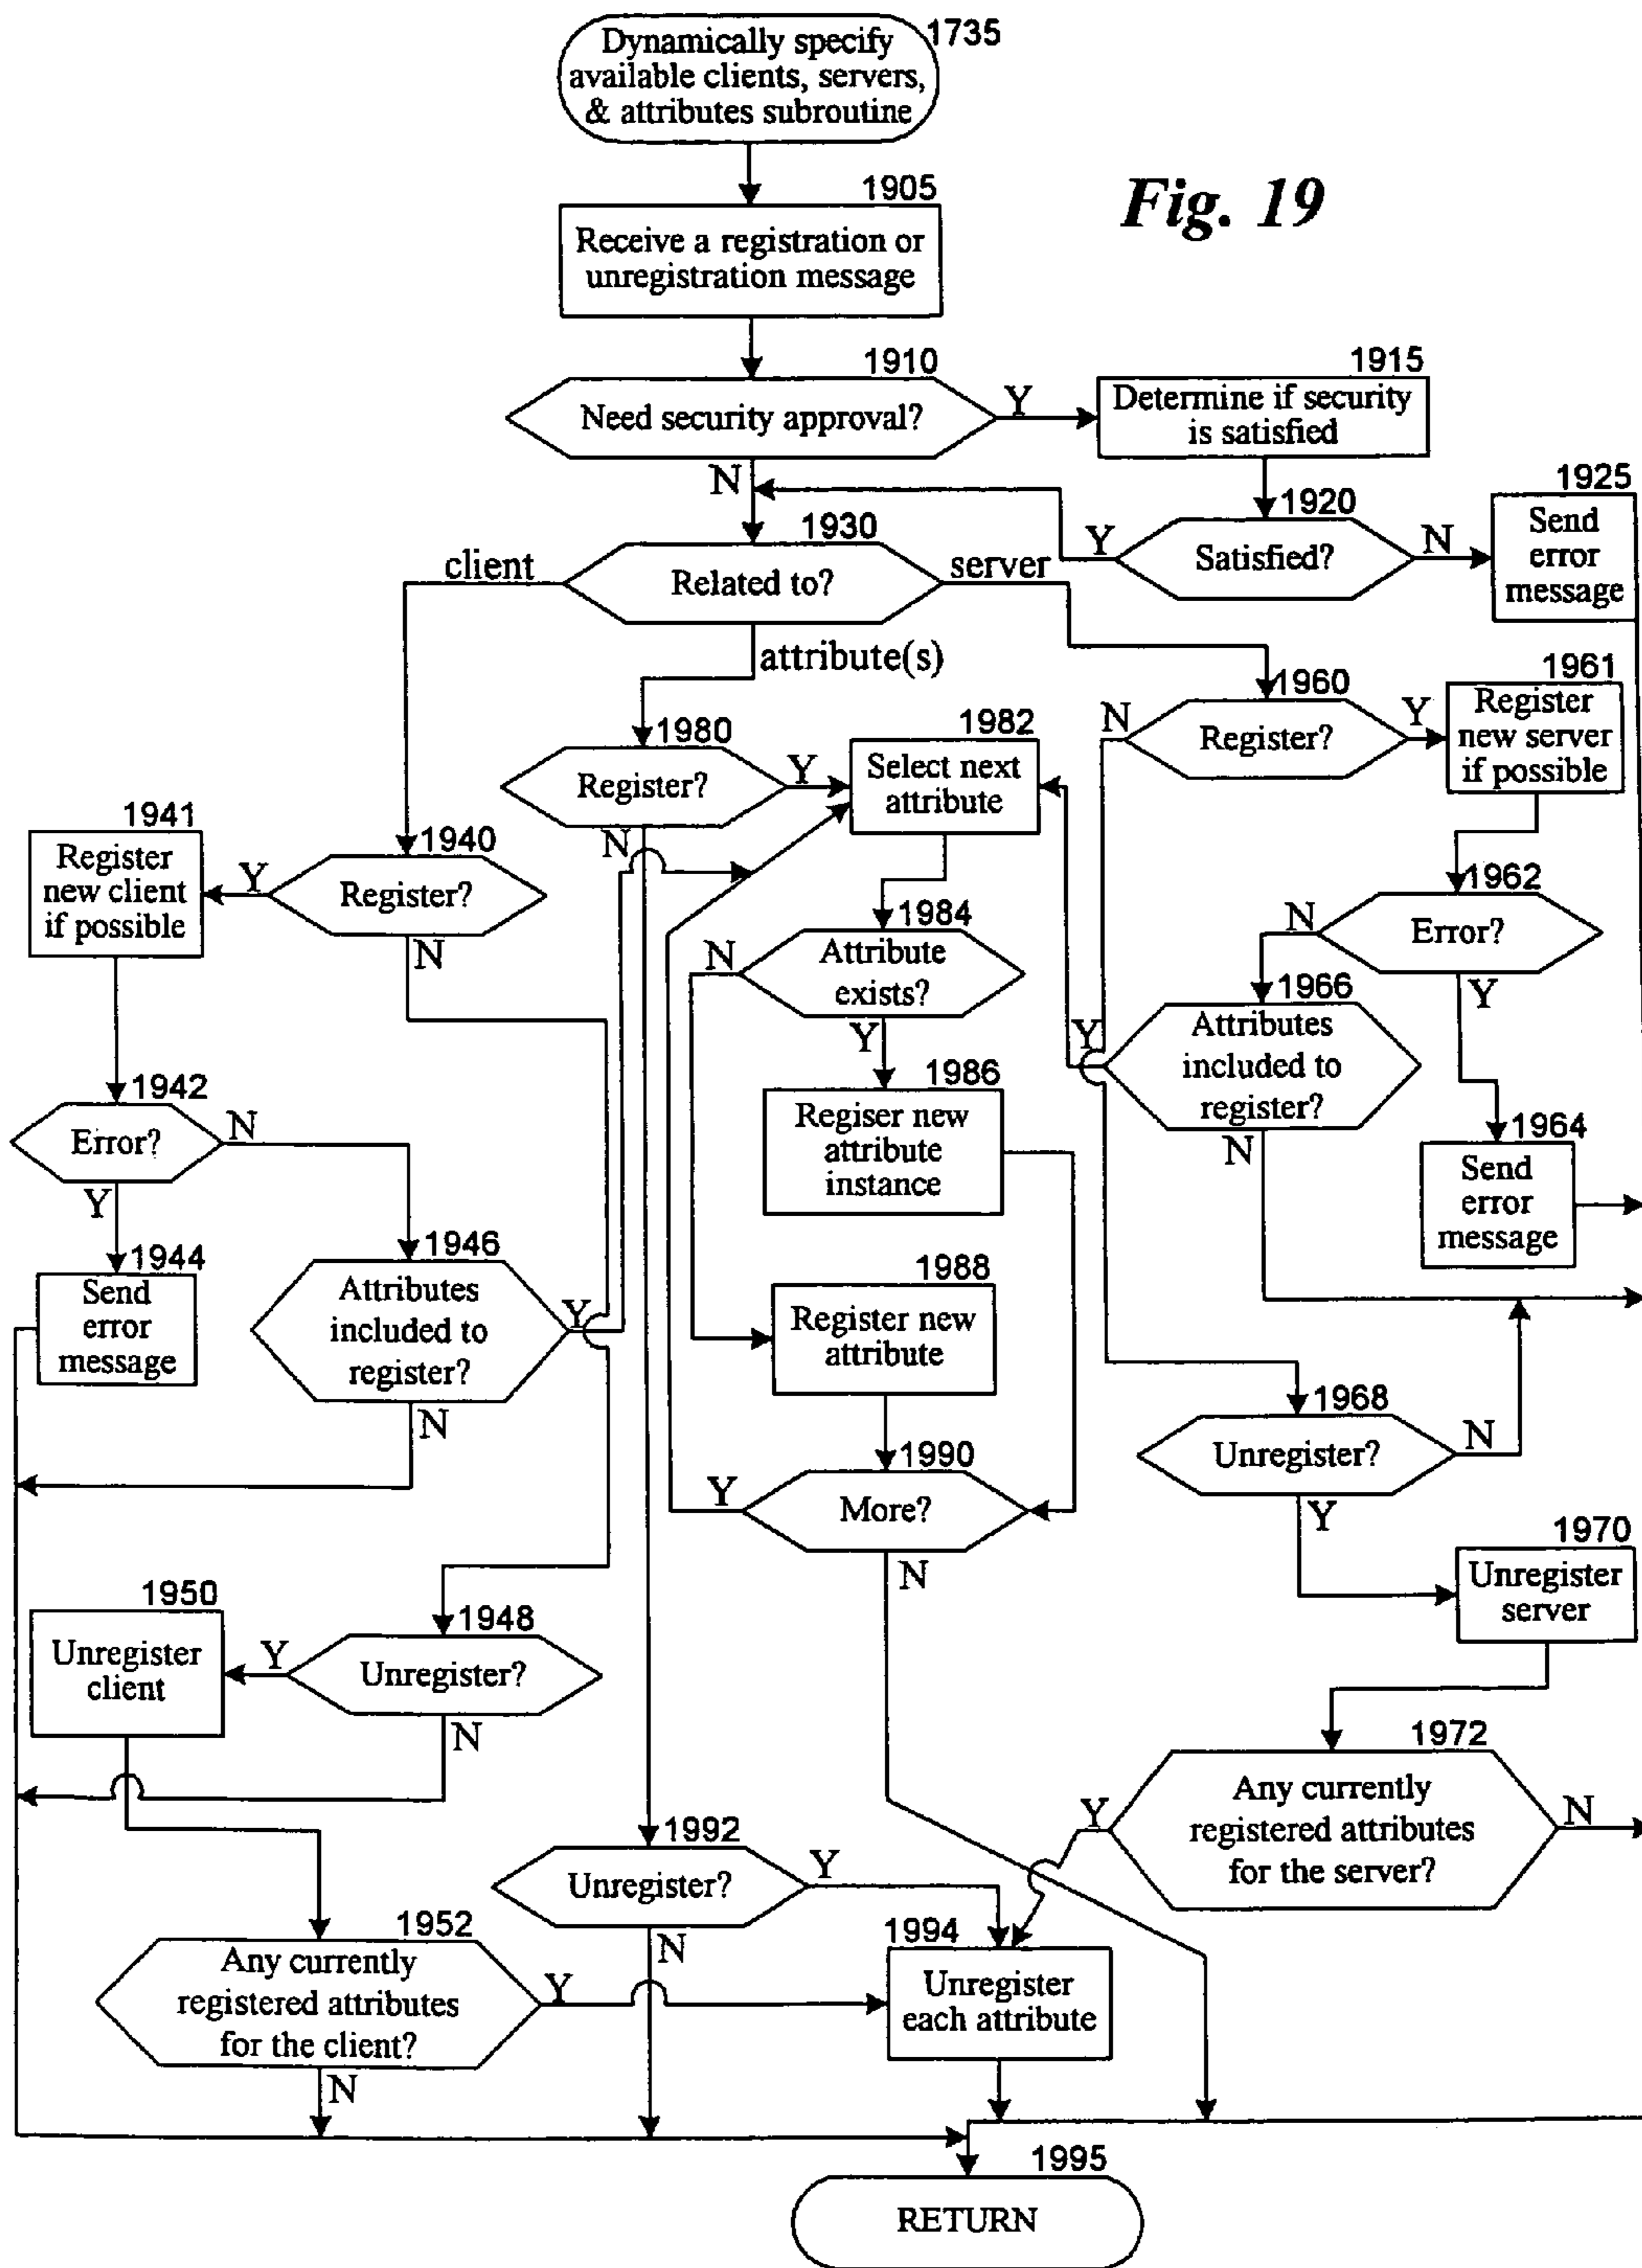 1735
Dynamically specify
available clients, servers,
& attributes subroutine
Fig. 19
1905
Receive a registration or
unregistration message
1910
Need security approval?
Y
N
1915
Determine if security
is satisfied
1920
Satisfied?
Y
N
1925
Send
error
message
1930
Related to?
client
server
attribute(s)
1960
Register?
N
Y
1961
Register
new server
if possible
1980
Register?
Y
N
1982
Select next
attribute
1941
Register
new client
if possible
1940
Register?
Y
N
1962
Error?
N
Y
1984
Attribute
exists?
N
Y
1966
Attributes
included to
register?
Y
N
1986
Regiser new
attribute
instance
1942
Error?
N
Y
1964
Send
error
message
1944
Send
error
message
1946
Attributes
included to
register?
Y
N
1988
Register new
attribute
1968
Unregister?
N
Y
1990
More?
Y
N
1970
Unregister
server
1950
Unregister
client
1948
Unregister?
Y
N
1972
Any currently
registered attributes
for the server?
Y
N
1992
Unregister?
Y
N
1952
Any currently
registered attributes
for the client?
Y
N
1994
Unregister
each attribute
1995
RETURN